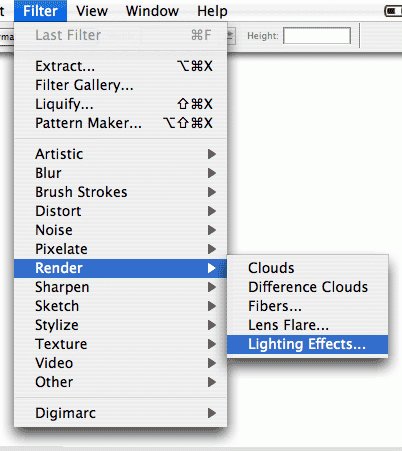 t Filter View Window Help
Height:
Last Filter ⌘F
Extract... ⌥⌘X
Filter Gallery...
Liquify... ⇧⌘X
Pattern Maker... ⌥⇧⌘X
Artistic
Blur
Brush Strokes
Distort
Noise
Pixelate
Render
Sharpen
Sketch
Stylize
Texture
Video
Other
Digimarc
Clouds
Difference Clouds
Fibers...
Lens Flare...
Lighting Effects...